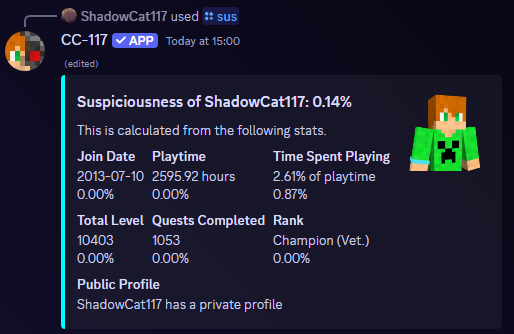 ShadowCat117 used sus
CC-117 ✓ APP Today at 15:00
(edited)
Suspiciousness of ShadowCat117: 0.14%
This is calculated from the following stats.
Join Date Playtime Time Spent Playing
2013-07-10 2595.92 hours 2.61% of playtime
0.00% 0.00% 0.87%
Total Level Quests Completed Rank
10403 1053 Champion (Vet.)
0.00% 0.00% 0.00%
Public Profile
ShadowCat117 has a private profile